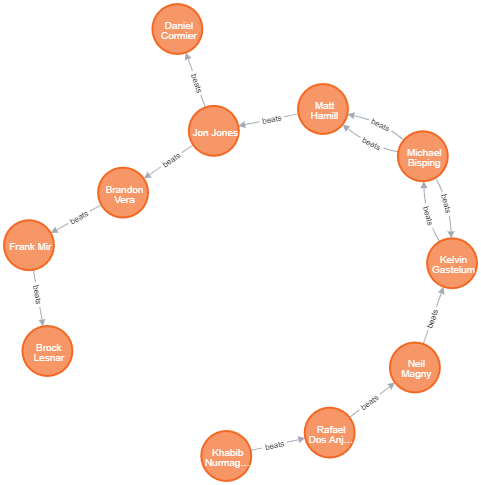 Daniel
Cormier
beats
Jon Jones
beats
Matt
Hamill
beats
beats
Michael
Bisping
beats
Brandon
Vera
beats
beats
beats
Frank Mir
Kelvin
Gastelum
beats
beats
Brock
Lesnar
Neil
Magny
beats
Rafael
Dos Anj...
beats
Khabib
Nurmag...